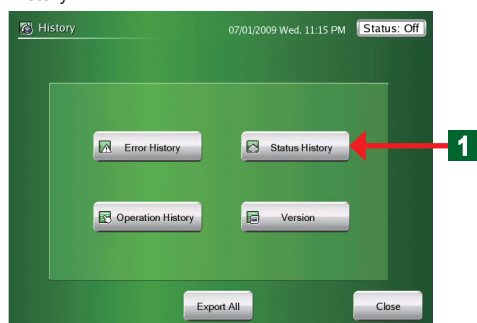 History
07/01/2009 Wed. 11:15 PM
Status: Off
Error History
Status History
1
Operation History
Version
Export All
Close